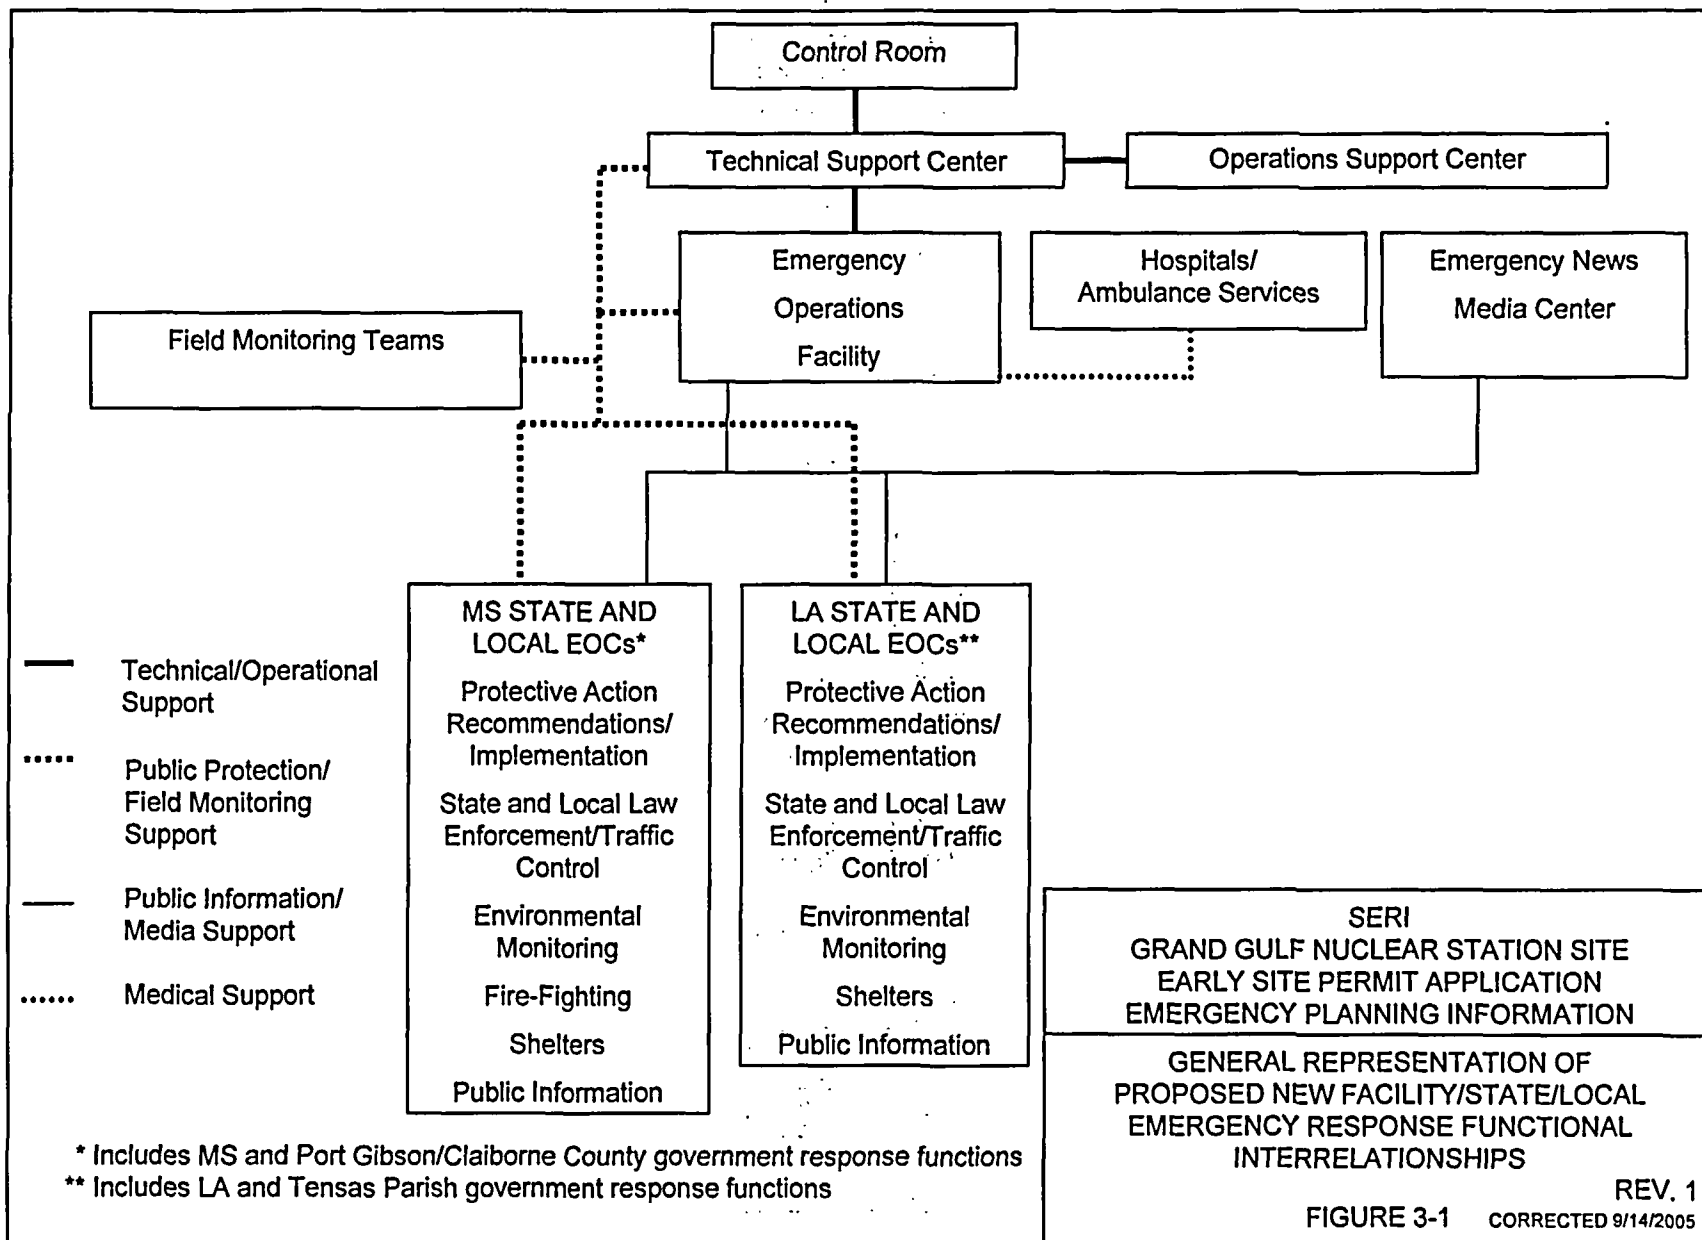 Control Room
Technical Support Center
Operations Support Center
Emergency
Operations
Facility
Hospitals/
Ambulance Services
Emergency News
Media Center
Field Monitoring Teams
MS STATE AND
LOCAL EOCs*
Protective Action
Recommendations/
Implementation
State and Local Law
Enforcement/Traffic
Control
Environmental
Monitoring
Fire-Fighting
Shelters
Public Information
LA STATE AND
LOCAL EOCs**
Protective Action
Recommendations/
Implementation
State and Local Law
Enforcement/Traffic
Control
Environmental
Monitoring
Shelters
Public Information
Technical/Operational
Support
Public Protection/
Field Monitoring
Support
Public Information/
Media Support
Medical Support
* Includes MS and Port Gibson/Claiborne County government response functions
** Includes LA and Tensas Parish government response functions
SERI
GRAND GULF NUCLEAR STATION SITE
EARLY SITE PERMIT APPLICATION
EMERGENCY PLANNING INFORMATION
GENERAL REPRESENTATION OF
PROPOSED NEW FACILITY/STATE/LOCAL
EMERGENCY RESPONSE FUNCTIONAL
INTERRELATIONSHIPS
REV. 1
FIGURE 3-1 CORRECTED 9/14/2005